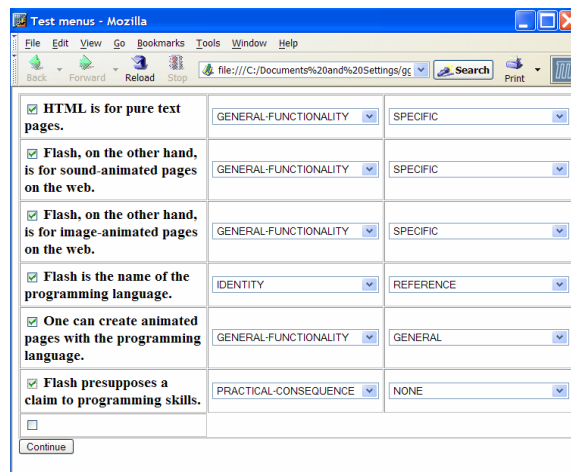 Test menus - Mozilla
File Edit View Go Bookmarks Tools Window Help
Back Forward Reload Stop file:///C:/Documents%20and%20Settings/gc Search Print
HTML is for pure text
pages.
GENERAL-FUNCTIONALITY SPECIFIC
Flash, on the other hand,
is for sound-animated pages
on the web.
GENERAL-FUNCTIONALITY SPECIFIC
Flash, on the other hand,
is for image-animated pages
on the web.
GENERAL-FUNCTIONALITY SPECIFIC
Flash is the name of the
programming language.
IDENTITY REFERENCE
One can create animated
pages with the programming
language.
GENERAL-FUNCTIONALITY GENERAL
Flash presupposes a
claim to programming skills.
PRACTICAL-CONSEQUENCE NONE
Continue